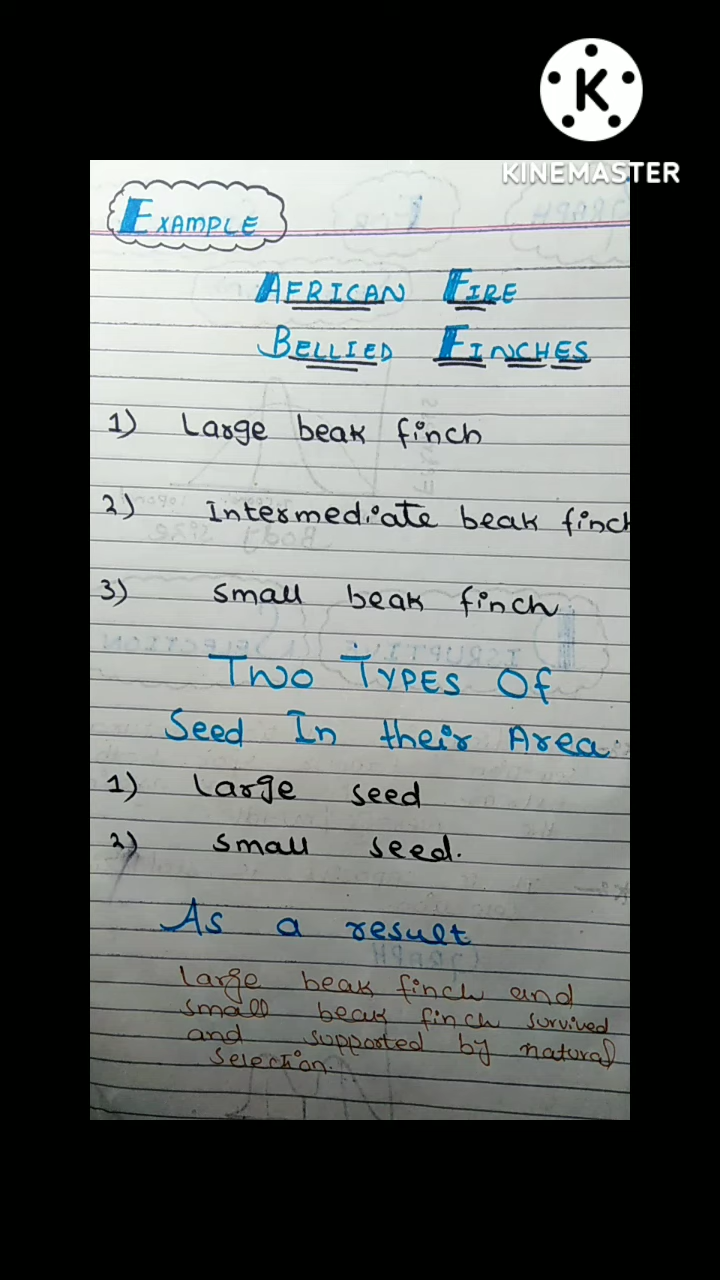 K
KINEMASTER
EXAMPLE
AFRICAN FIRE
BELLIED FINCHES
1) Large beak finch
2) Intermediate beak finch
3) small beak finch
TWO TYPES Of
Seed In their Area
1) Large seed
2) small seed.
As a result
large beak finch and
small beak finch survived
and supported by natural
selection.